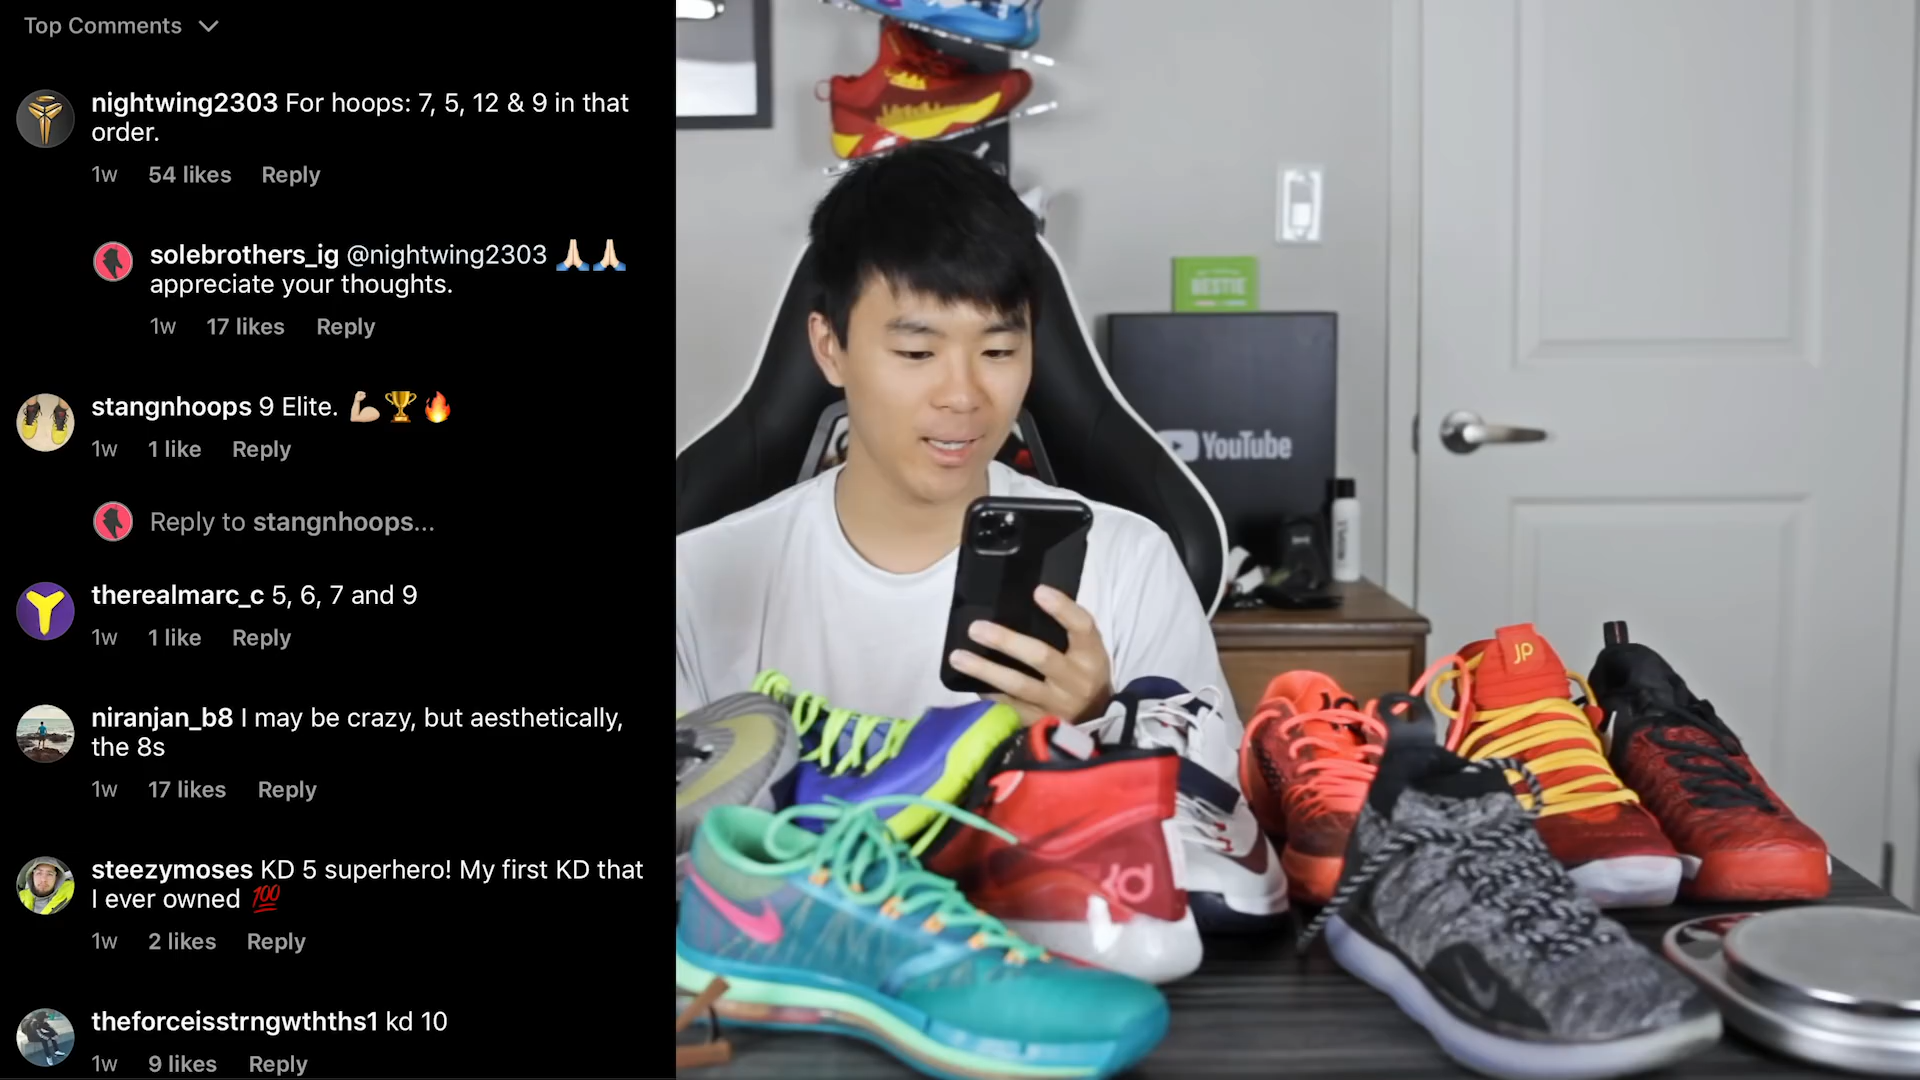 Top Comments
nightwing2303 For hoops: 7, 5, 12 & 9 in that
order.
1w 54 likes Reply
solebrothers_ig @nightwing2303 🙏🏻🙏🏻
appreciate your thoughts.
1w 17 likes Reply
stangnhoops 9 Elite. 💪🏼🏆🔥
1w 1 like Reply
Reply to stangnhoops...
therealmarc_c 5, 6, 7 and 9
1w 1 like Reply
niranjan_b8 I may be crazy, but aesthetically,
the 8s
1w 17 likes Reply
steezymoses KD 5 superhero! My first KD that
I ever owned 💯
1w 2 likes Reply
theforceisstrngwthths1 kd 10
1w 9 likes Reply
BESTIE
YouTube
JP
KD